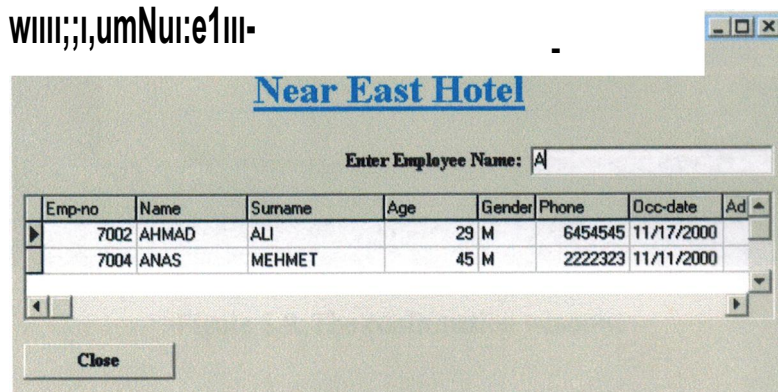 Near East Hotel
Enter Employee Name: A
Emp-no Name Surname Age Gender Phone Occ-date Ad
7002 AHMAD ALI 29 M 6454545 11/17/2000
7004 ANAS MEHMET 45 M 2222323 11/11/2000
Close